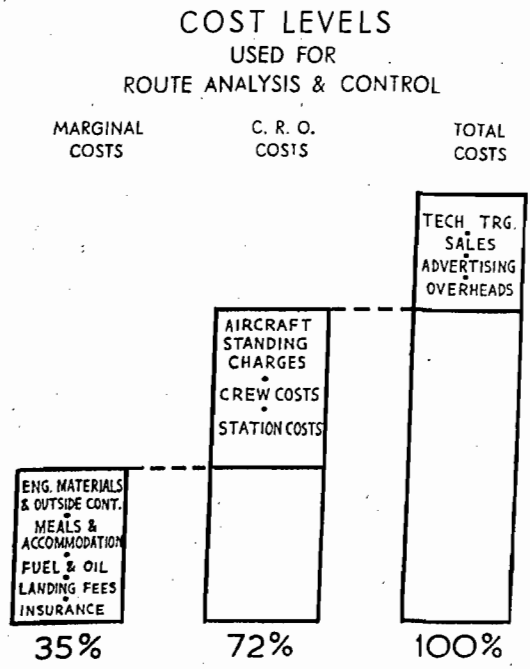 COST LEVELS
USED FOR
ROUTE ANALYSIS & CONTROL
MARGINAL
COSTS
C. R. O.
COSTS
TOTAL
COSTS
TECH. TRG.
SALES
ADVERTISING
OVERHEADS
AIRCRAFT
STANDING
CHARGES
CREW COSTS
STATION COSTS
ENG. MATERIALS
& OUTSIDE CONT.
MEALS &
ACCOMMODATION
FUEL & OIL
LANDING FEES
INSURANCE
35%
72%
100%